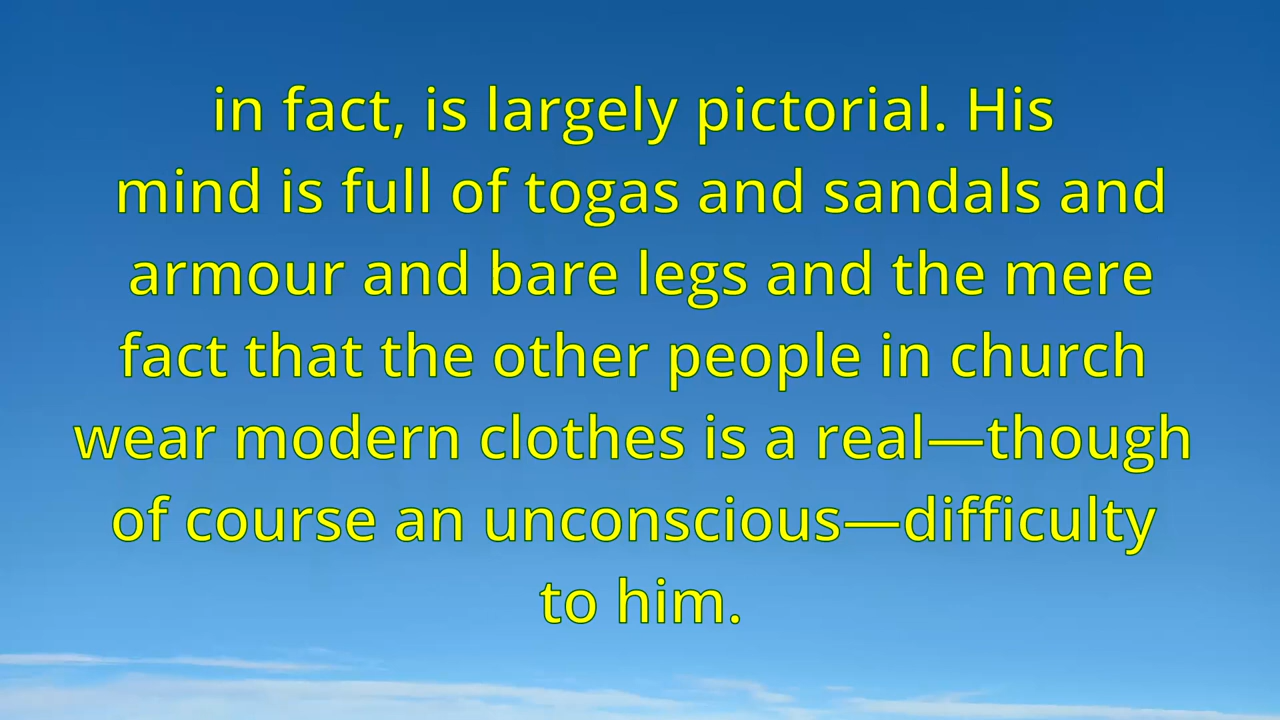 in fact, is largely pictorial. His
mind is full of togas and sandals and
armour and bare legs and the mere
fact that the other people in church
wear modern clothes is a real—though
of course an unconscious—difficulty
to him.